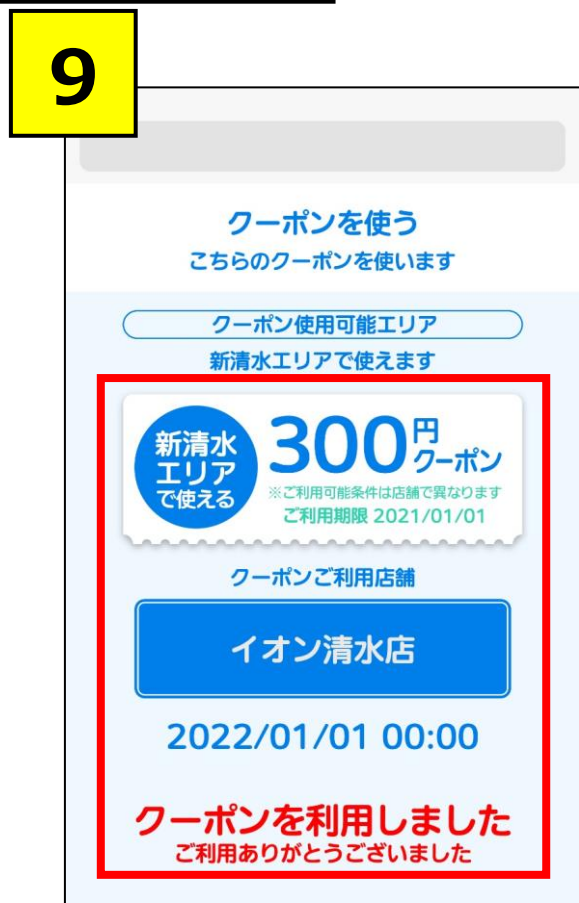 9
クーポンを使う
こちらのクーポンを使います
クーポン使用可能エリア
新清水エリアで使えます
新清水
エリア
で使える
300円クーポン
※ご利用可能条件は店舗で異なります
ご利用期限 2021/01/01
クーポンご利用店舗
イオン清水店
2022/01/01 00:00
クーポンを利用しました
ご利用ありがとうございました